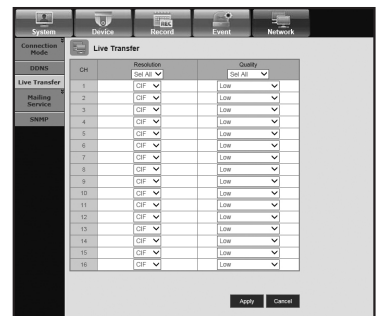 System Device Record Event Network
Connection Mode
DDNS
Live Transfer
Mailing Service
SNMP
Live Transfer
CH Resolution Quality
Sel All Sel All
1 CIF Low
2 CIF Low
3 CIF Low
4 CIF Low
5 CIF Low
6 CIF Low
7 CIF Low
8 CIF Low
9 CIF Low
10 CIF Low
11 CIF Low
12 CIF Low
13 CIF Low
14 CIF Low
15 CIF Low
16 CIF Low
Apply Cancel